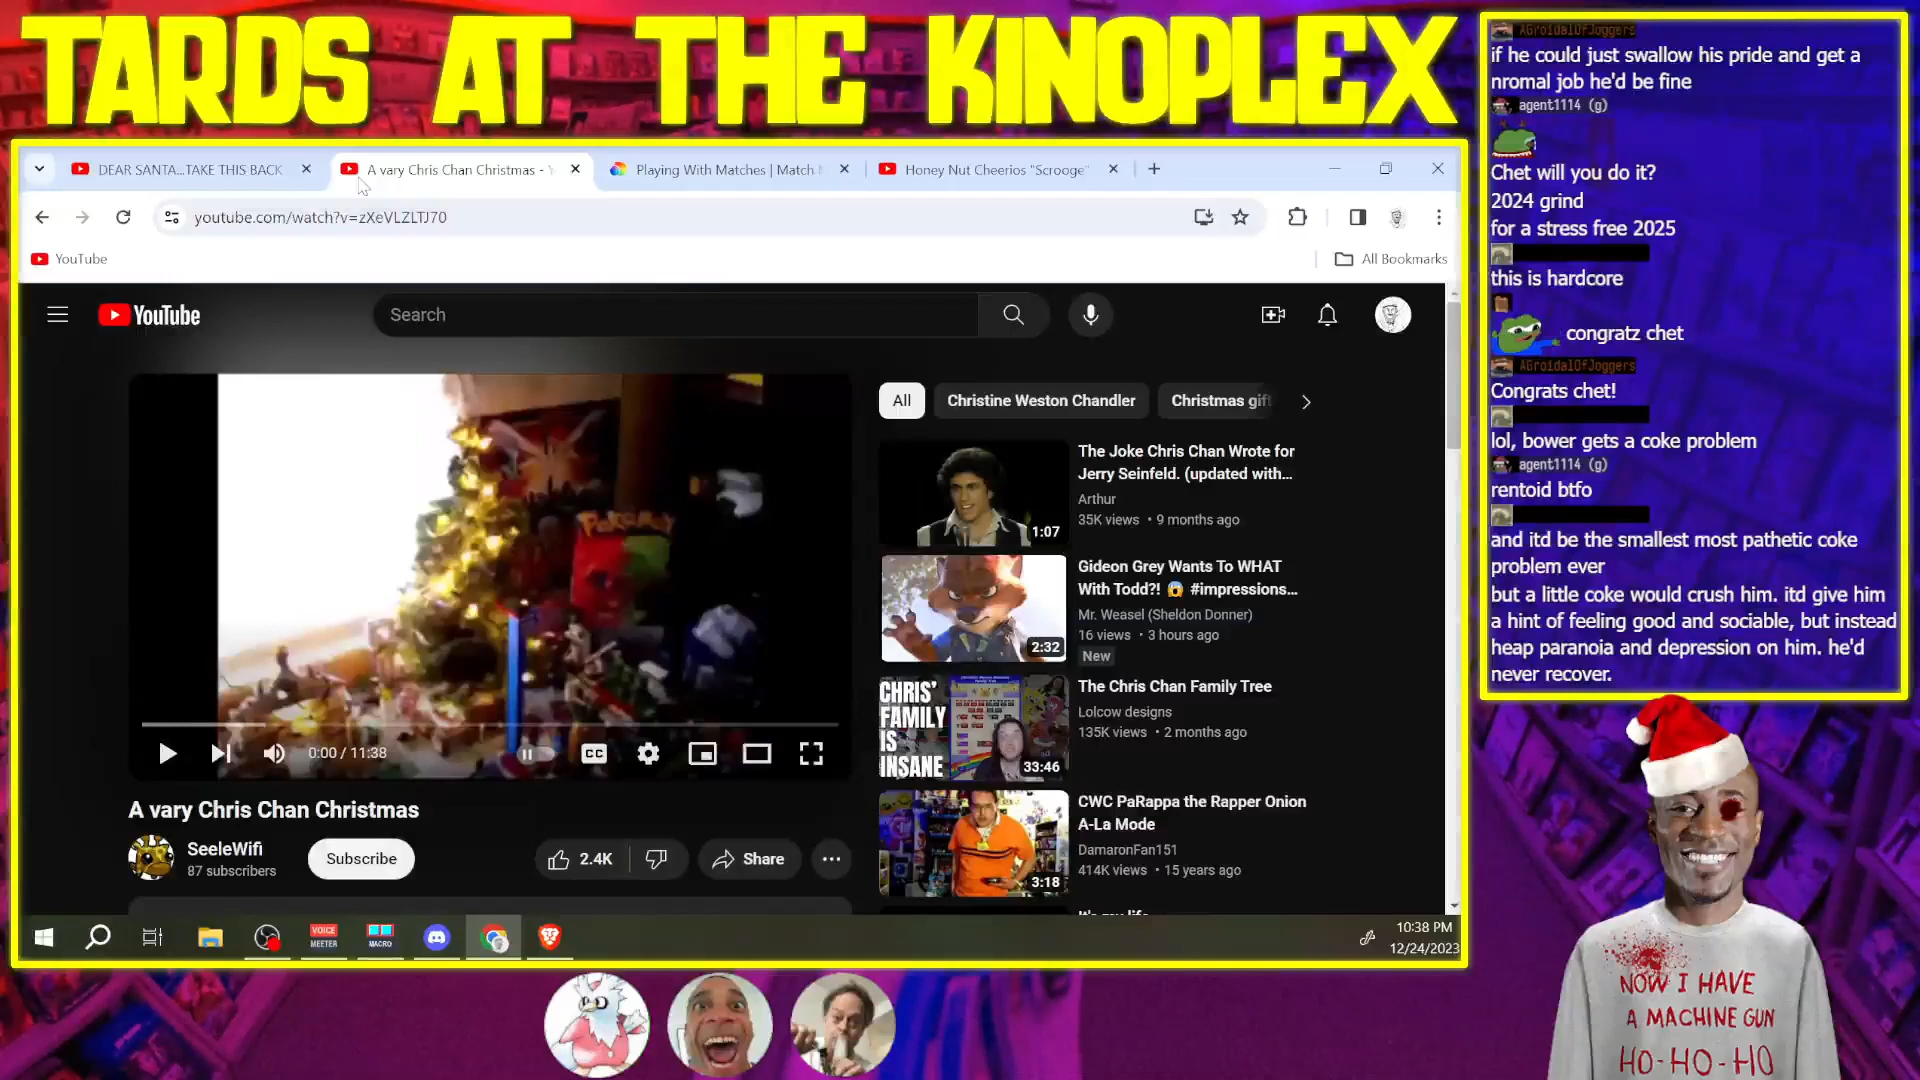 TARDS AT THE KINOPLEX
DEAR SANTA...TAKE THIS BACK
A vary Chris Chan Christmas - Y
Playing With Matches | Match
Honey Nut Cheerios "Scrooge"
youtube.com/watch?v=zXeVLZLTJ70
YouTube
All Bookmarks
YouTube
Search
All
Christine Weston Chandler
Christmas gift
POKéMON
0:00 / 11:38
CC
A vary Chris Chan Christmas
SeeleWifi
87 subscribers
Subscribe
2.4K
Share
1:07
The Joke Chris Chan Wrote for
Jerry Seinfeld. (updated with...
Arthur
35K views • 9 months ago
2:32
Gideon Grey Wants To WHAT
With Todd?! 😱 #impressions...
Mr. Weasel (Sheldon Donner)
16 views • 3 hours ago
New
CHRIS'
FAMILY
IS
INSANE
33:46
The Chris Chan Family Tree
Lolcow designs
135K views • 2 months ago
3:18
CWC PaRappa the Rapper Onion
A-La Mode
DamaronFan151
414K views • 15 years ago
It's my life
VOICE
MEETER
MACRO
10:38 PM
12/24/2023
AGroidalOfJoggers
if he could just swallow his pride and get a
nromal job he'd be fine
agent1114 (g)
Chet will you do it?
2024 grind
for a stress free 2025
this is hardcore
congratz chet
AGroidalOfJoggers
Congrats chet!
lol, bower gets a coke problem
agent1114 (g)
rentoid btfo
and itd be the smallest most pathetic coke
problem ever
but a little coke would crush him. itd give him
a hint of feeling good and sociable, but instead
heap paranoia and depression on him. he'd
never recover.
NOW I HAVE
A MACHINE GUN
HO-HO-HO